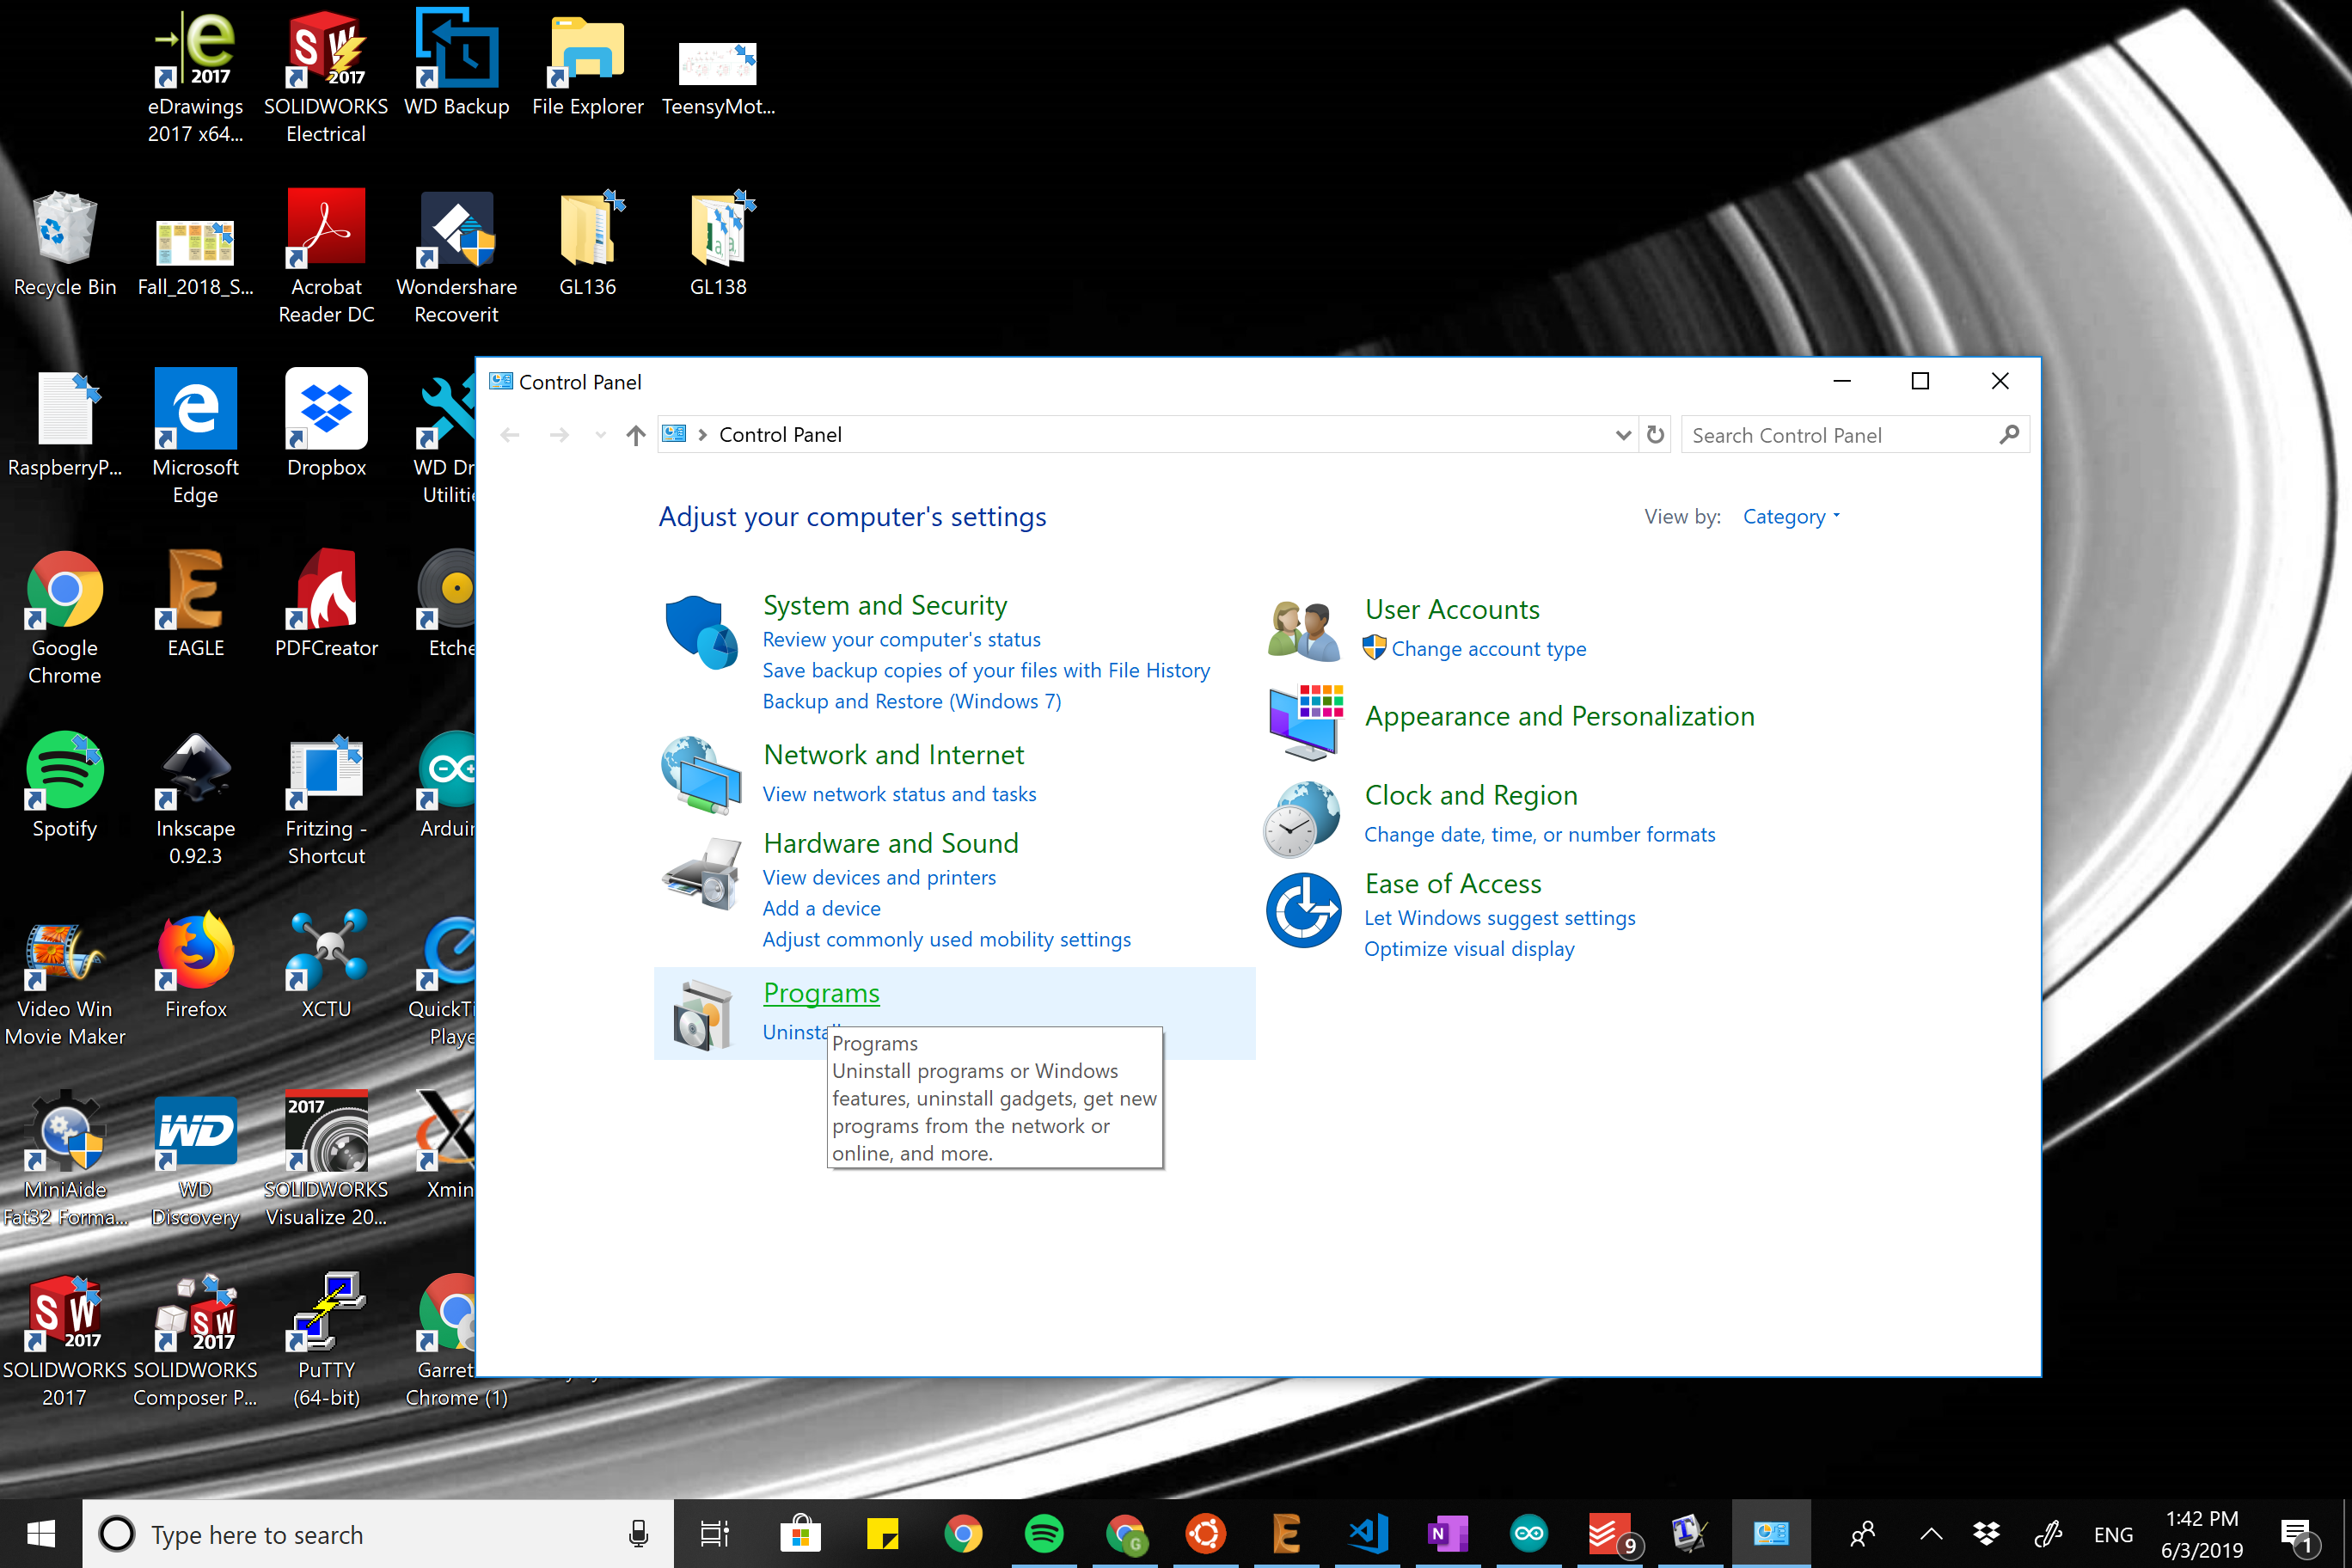 2017
eDrawings
2017 x64...
2017
SOLIDWORKS
Electrical
WD Backup
File Explorer
TeensyMot...
Recycle Bin
Fall_2018_S...
Acrobat
Reader DC
Wondershare
Recoverit
GL136
GL138
RaspberryP...
Microsoft
Edge
Dropbox
WD Dr
Utilitie
Google
Chrome
EAGLE
PDFCreator
Etche
Spotify
Inkscape
0.92.3
Fritzing -
Shortcut
Arduin
Video Win
Movie Maker
Firefox
XCTU
QuickTi
Playe
MiniAide
Fat32 Forma...
WD
WD
Discovery
2017
SOLIDWORKS
Visualize 20...
Xmin
SW
2017
SOLIDWORKS
2017
SW
2017
SOLIDWORKS
Composer P...
PuTTY
(64-bit)
Garret
Chrome (1)
Control Panel
Control Panel
Search Control Panel
Adjust your computer's settings
View by: Category
System and Security
Review your computer's status
Save backup copies of your files with File History
Backup and Restore (Windows 7)
Network and Internet
View network status and tasks
Hardware and Sound
View devices and printers
Add a device
Adjust commonly used mobility settings
Programs
Uninstal
Programs
Uninstall programs or Windows
features, uninstall gadgets, get new
programs from the network or
online, and more.
User Accounts
Change account type
Appearance and Personalization
Clock and Region
Change date, time, or number formats
Ease of Access
Let Windows suggest settings
Optimize visual display
Type here to search
G
N
9
ENG
1:42 PM
6/3/2019
1